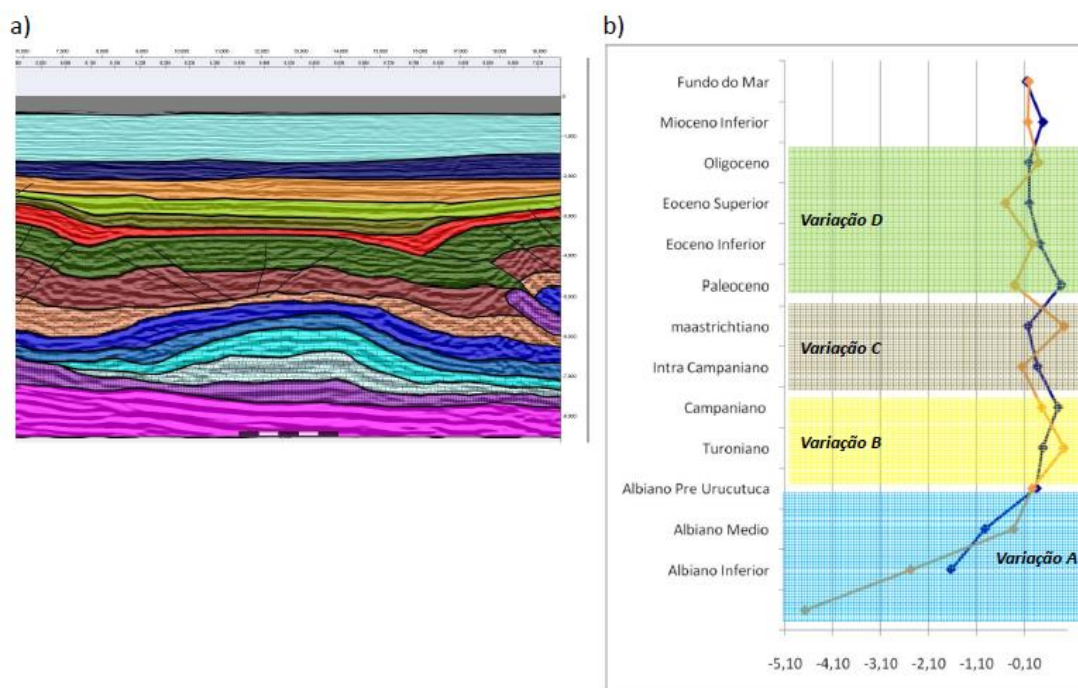 a)
b)
Fundo do Mar
Mioceno Inferior
Oligoceno
Eoceno Superior
Variação D
Eoceno Inferior
Paleoceno
maastrichtiano
Variação C
Intra Campaniano
Campaniano
Variação B
Turoniano
Albiano Pre Urucutuca
Albiano Medio
Variação A
Albiano Inferior
-5,10 -4,10 -3,10 -2,10 -1,10 -0,10